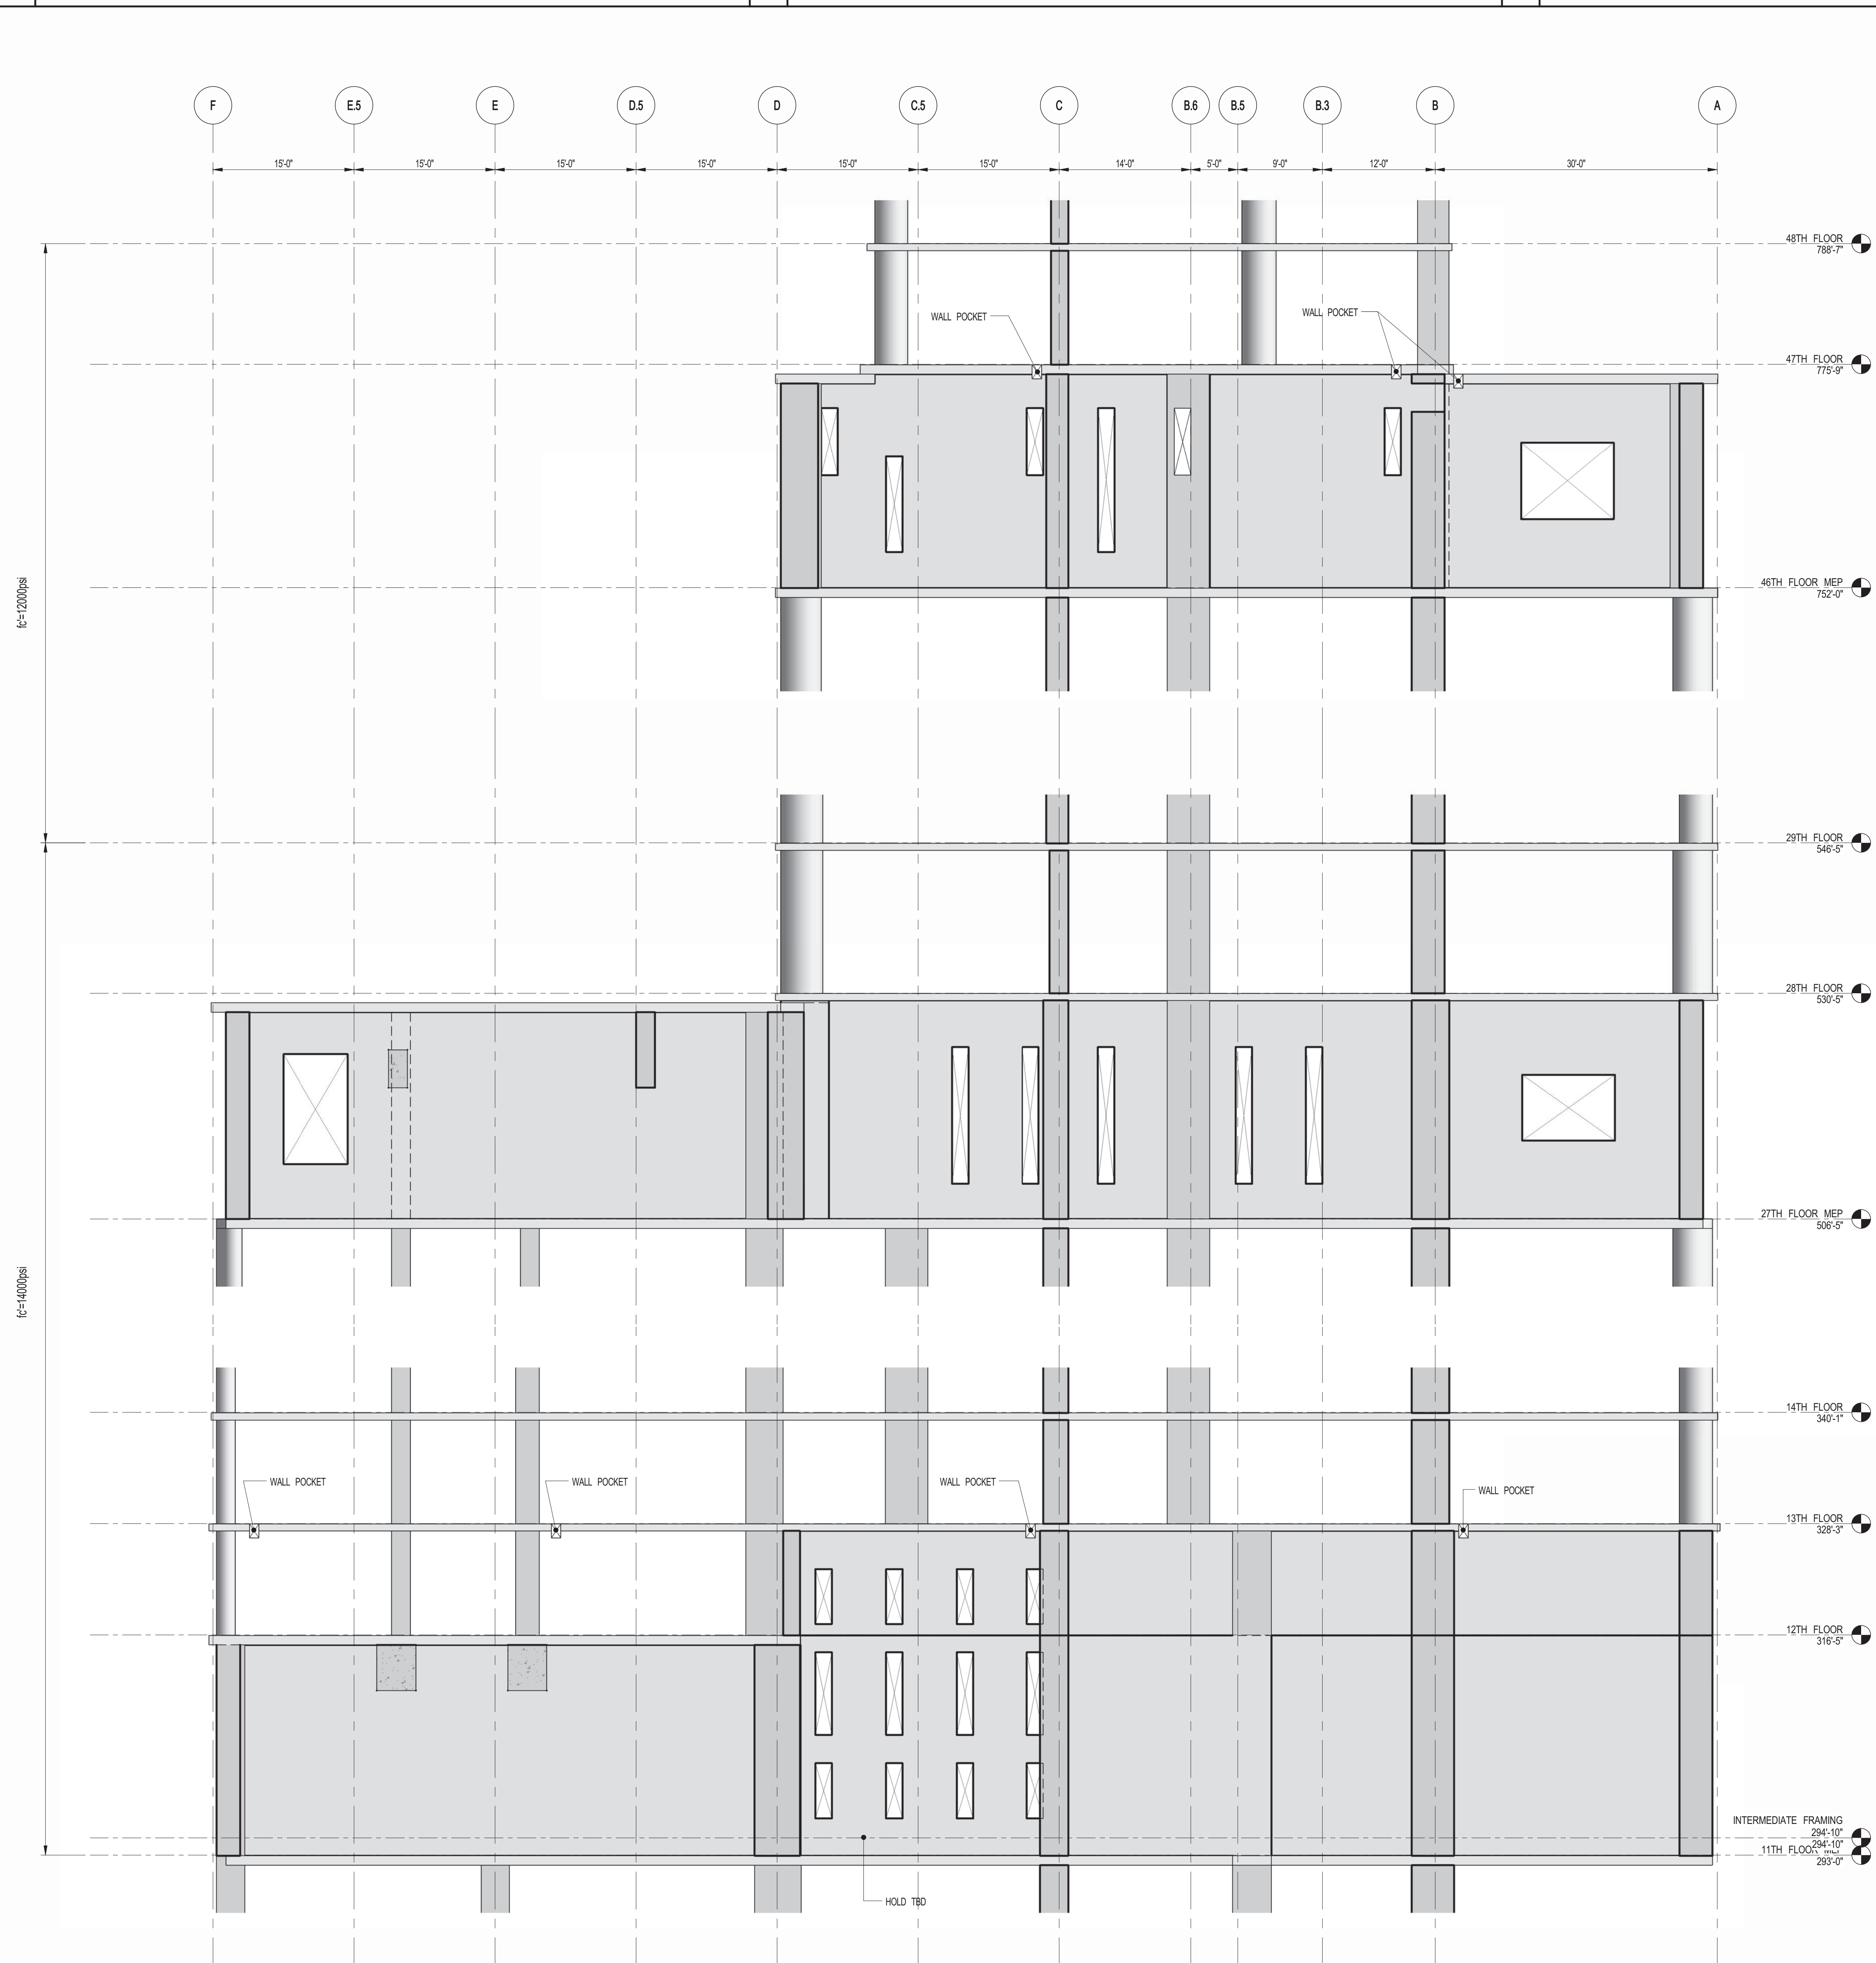 F E.5 E D.5 D C.5 C B.6 B.5 B.3 B A
15'-0" 15'-0" 15'-0" 15'-0" 15'-0" 15'-0" 14'-0" 5'-0" 9'-0" 12'-0" 30'-0"
48TH FLOOR
788'-7"
WALL POCKET
WALL POCKET
47TH FLOOR
775'-9"
46TH FLOOR MEP
752'-0"
fc'=12000psi
29TH FLOOR
546'-5"
28TH FLOOR
530'-5"
27TH FLOOR MEP
506'-5"
fc'=14000psi
14TH FLOOR
340'-1"
WALL POCKET
WALL POCKET
WALL POCKET
WALL POCKET
13TH FLOOR
328'-3"
12TH FLOOR
316'-5"
INTERMEDIATE FRAMING
294'-10"
294'-10"
11TH FLOOR
293'-0"
HOLD TBD